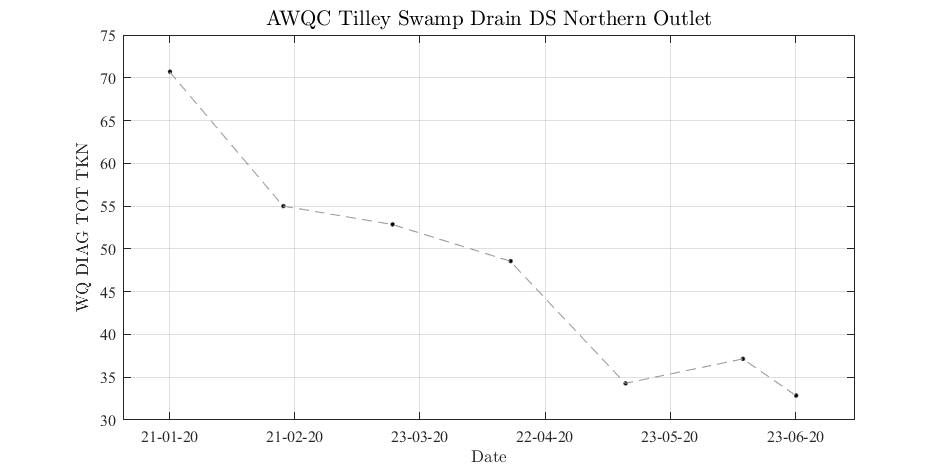 AWQC Tilley Swamp Drain DS Northern Outlet
WQ DIAG TOT TKN
75
70
65
60
55
50
45
40
35
30
21-01-20 21-02-20 23-03-20 22-04-20 23-05-20 23-06-20
Date